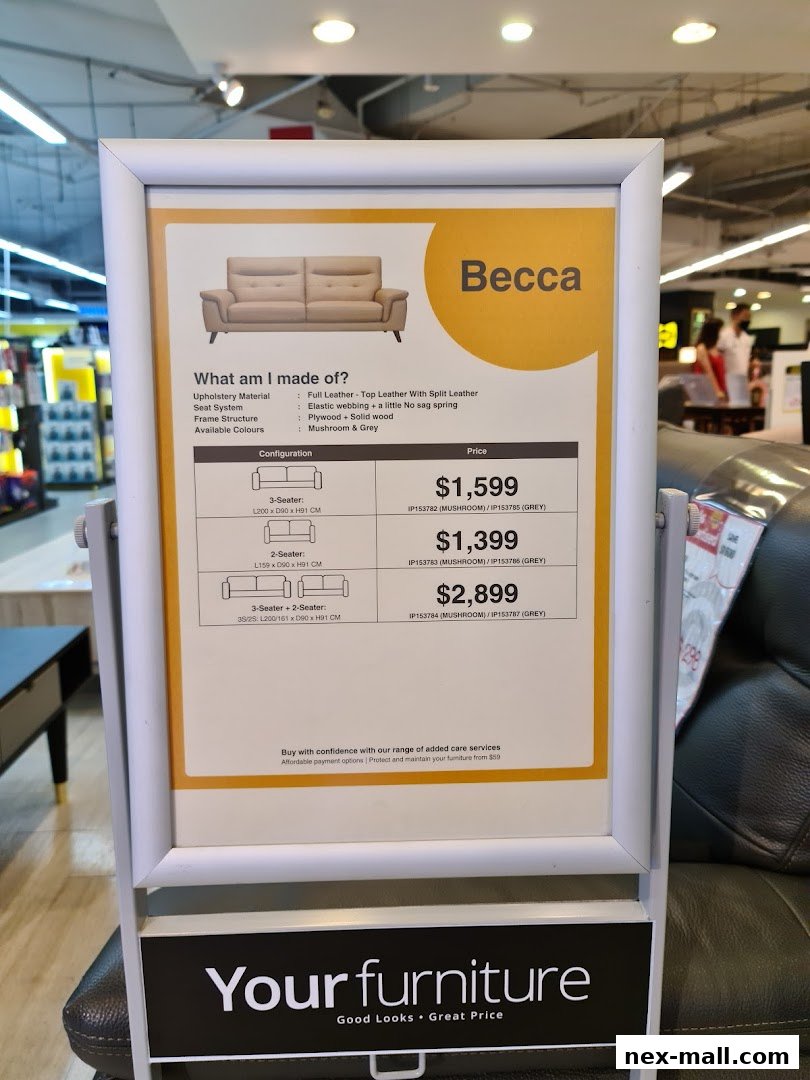 Becca
What am I made of?
Upholstery Material : Full Leather - Top Leather With Split Leather
Seat System : Elastic webbing + a little No sag spring
Frame Structure : Plywood + Solid wood
Available Colours : Mushroom & Grey
Configuration Price
3-Seater:
L200 x D90 x H91 CM
$1,599
IP153782 (MUSHROOM) / IP153785 (GREY)
2-Seater:
L159 x D90 x H91 CM
$1,399
IP153783 (MUSHROOM) / IP153786 (GREY)
3-Seater + 2-Seater:
3S/2S: L200/161 x D90 x H91 CM
$2,899
IP153784 (MUSHROOM) / IP153787 (GREY)
Buy with confidence with our range of added care services
Affordable payment options | Protect and maintain your furniture from $59
Your furniture
Good Looks • Great Price
nex-mall.com